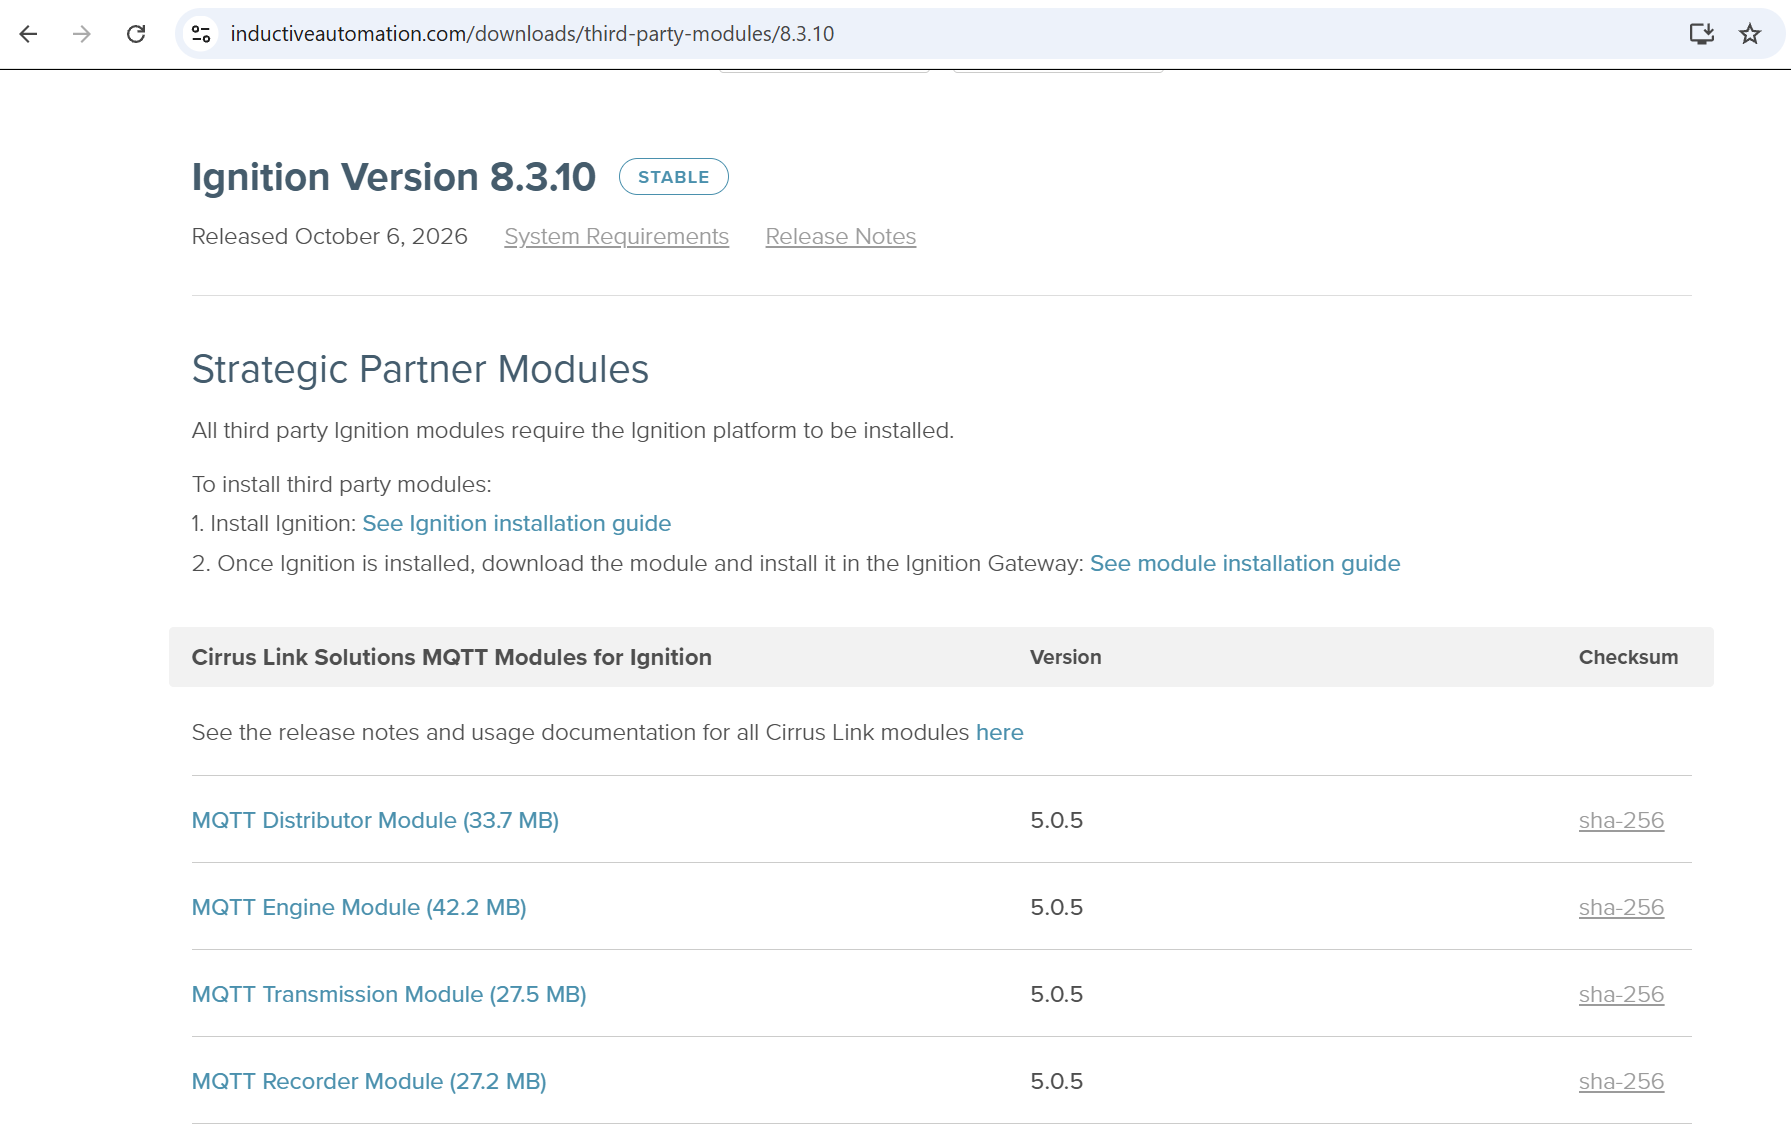 inductiveautomation.com/downloads/third-party-modules/8.3.10
Ignition Version 8.3.10 STABLE
Released October 6, 2026 System Requirements Release Notes
Strategic Partner Modules
All third party Ignition modules require the Ignition platform to be installed.
To install third party modules:
1. Install Ignition: See Ignition installation guide
2. Once Ignition is installed, download the module and install it in the Ignition Gateway: See module installation guide
Cirrus Link Solutions MQTT Modules for Ignition Version Checksum
See the release notes and usage documentation for all Cirrus Link modules here
MQTT Distributor Module (33.7 MB) 5.0.5 sha-256
MQTT Engine Module (42.2 MB) 5.0.5 sha-256
MQTT Transmission Module (27.5 MB) 5.0.5 sha-256
MQTT Recorder Module (27.2 MB) 5.0.5 sha-256